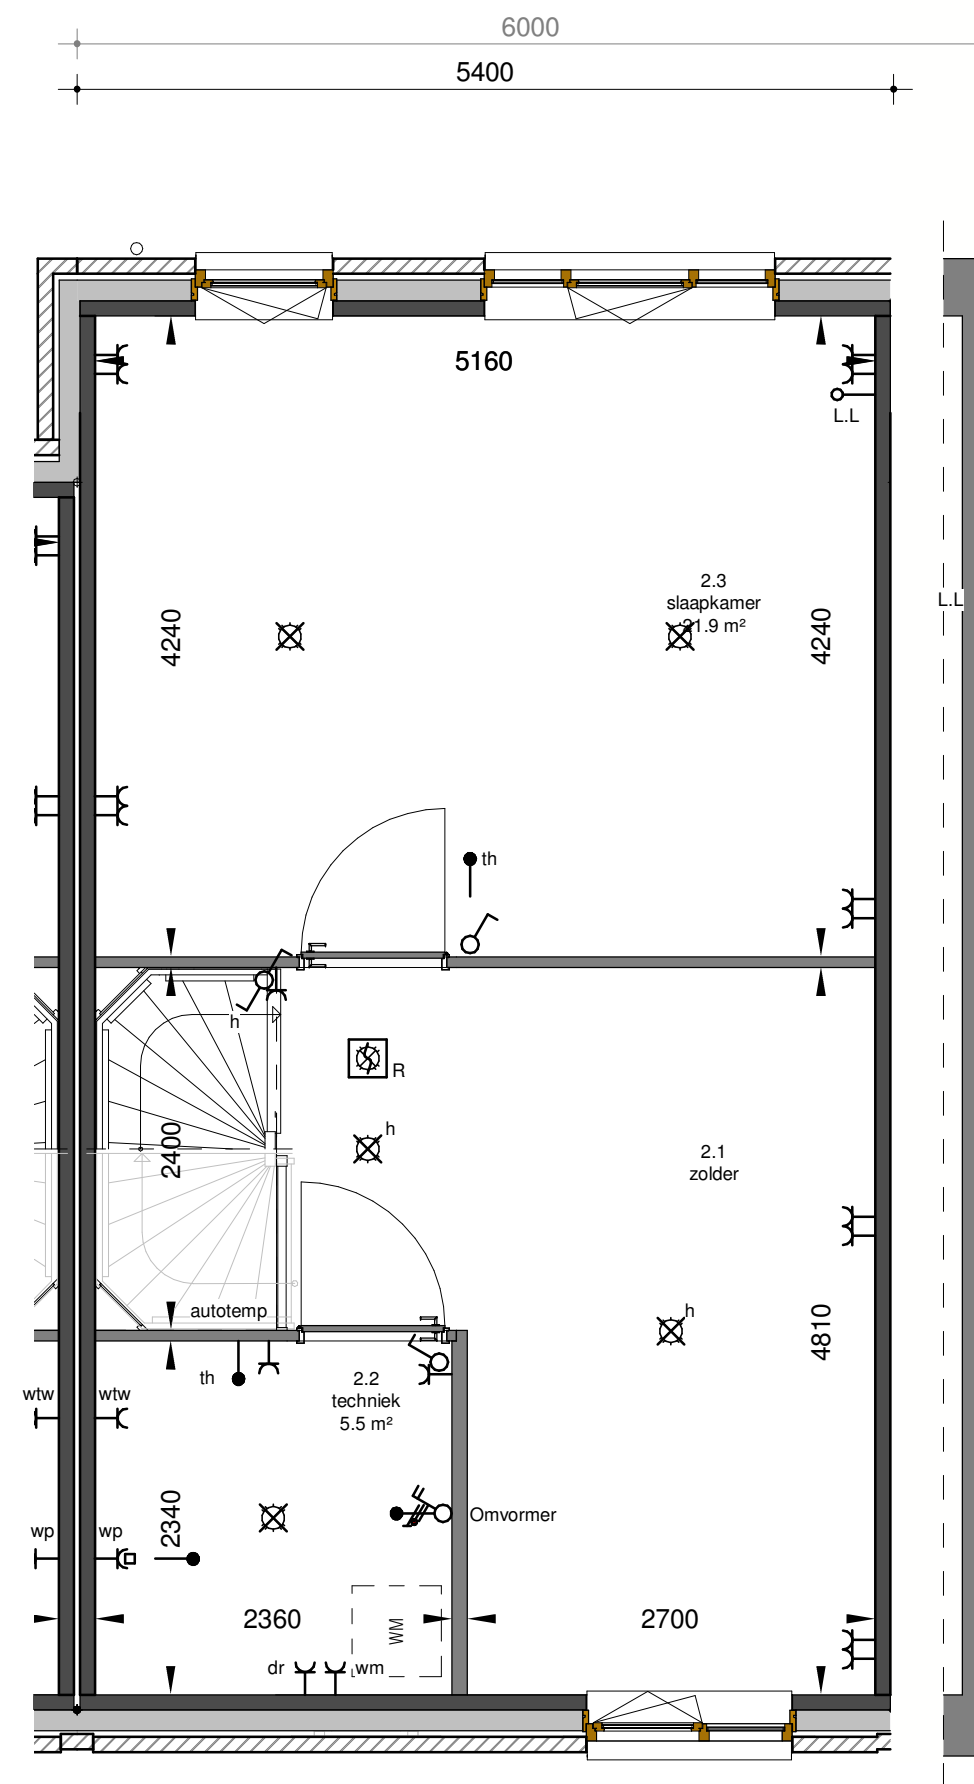 6000
5400
5160
L.L
2.3
slaapkamer
21.9 m²
L.L
4240
4240
th
h
R
h
2400
2.1
zolder
autotemp
h
4810
th
2.2
techniek
5.5 m²
wtw
wtw
2340
Omvormer
wp
wp
2360
WM
2700
dr
wm